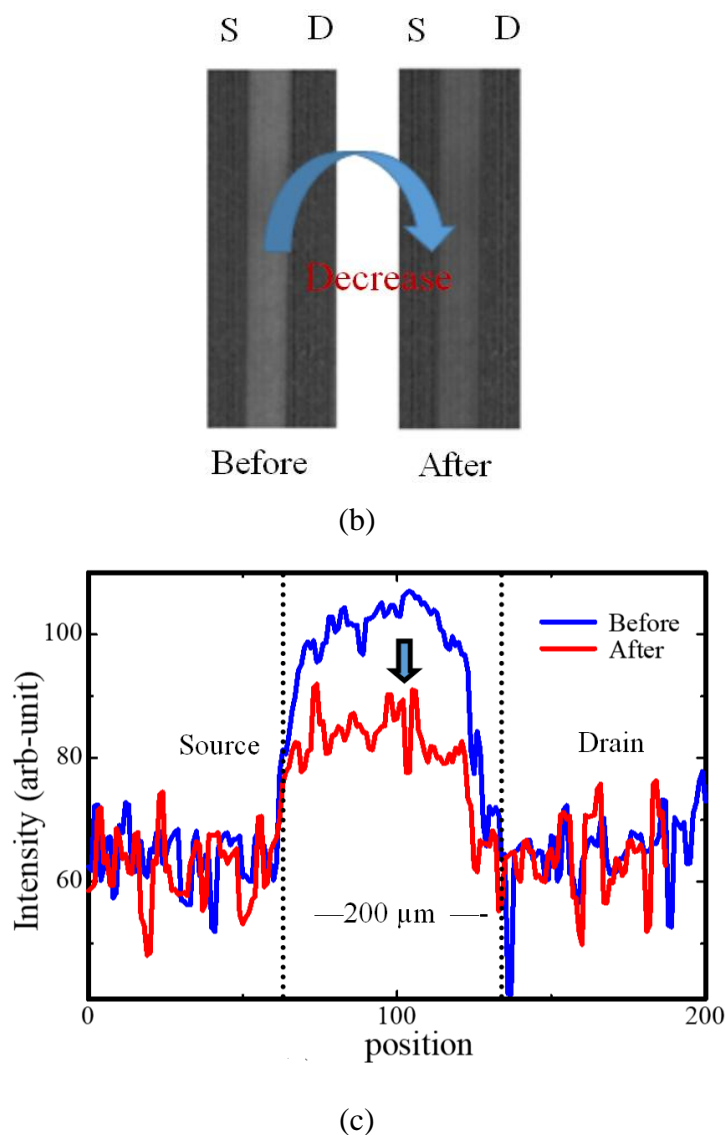 S D S D
Decrease
Before After
(b)
Before
After
Source Drain
—200 µm —-
Intensity (arb-unit)
100
80
60
0 100 200
position
(c)